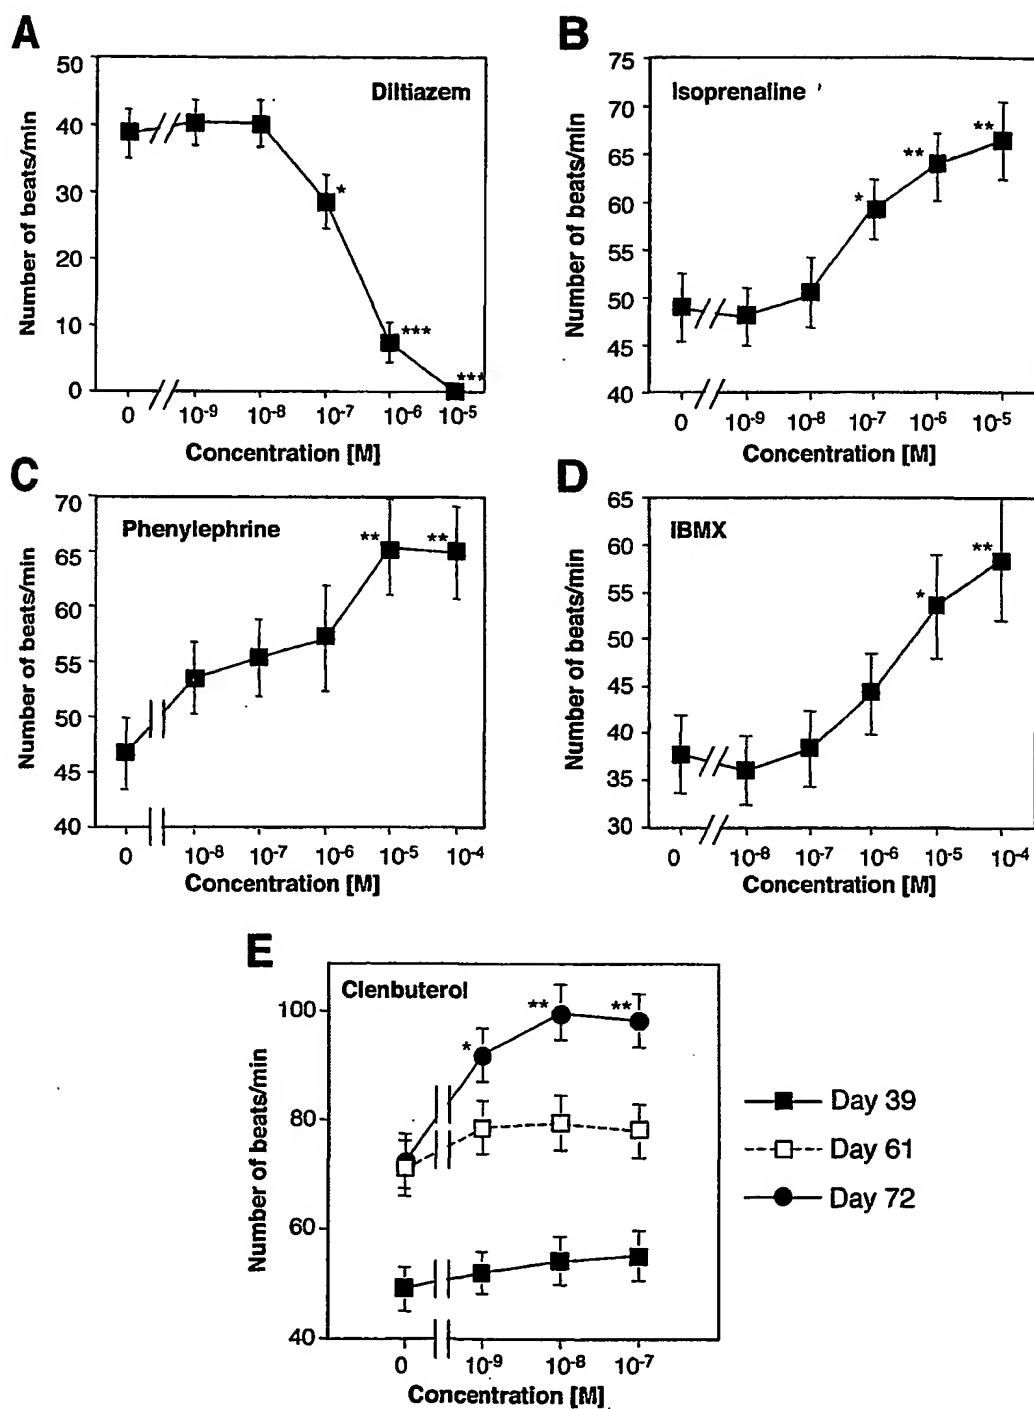 A
Number of beats/min
50
40
30
20
10
0
Diltiazem
*
***
***
0 10-9 10-8 10-7 10-6 10-5
Concentration [M]
B
Number of beats/min
75
70
65
60
55
50
45
40
Isoprenaline
*
**
**
0 10-9 10-8 10-7 10-6 10-5
Concentration [M]
C
Number of beats/min
70
65
60
55
50
45
40
Phenylephrine
**
**
0 10-8 10-7 10-6 10-5 10-4
Concentration [M]
D
Number of beats/min
65
60
55
50
45
40
35
30
IBMX
*
**
0 10-8 10-7 10-6 10-5 10-4
Concentration [M]
E
Number of beats/min
100
80
60
40
Clenbuterol
*
**
**
0 10-9 10-8 10-7
Concentration [M]
Day 39
Day 61
Day 72